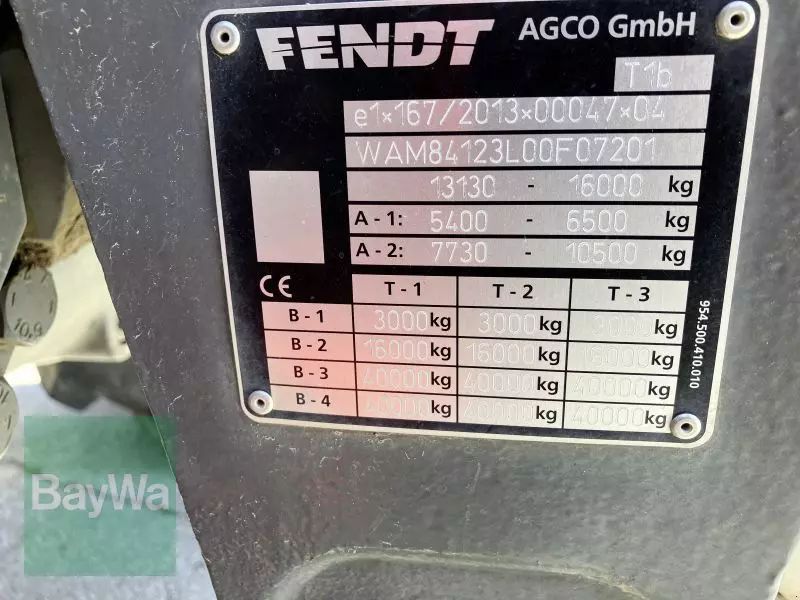 FENDT AGCO GmbH
T1b
e1*167/2013*00047*04
WAM84123L00F07201
13130 - 16000 kg
A - 1: 5400 - 6500 kg
A - 2: 7730 - 10500 kg
CE T - 1 T - 2 T - 3
B - 1 3000 kg 3000 kg 3000 kg
B - 2 16000 kg 16000 kg 16000 kg
B - 3 40000 kg 40000 kg 40000 kg
B - 4 40000 kg 40000 kg 40000 kg
954.500.410.010
10.9
BayWa